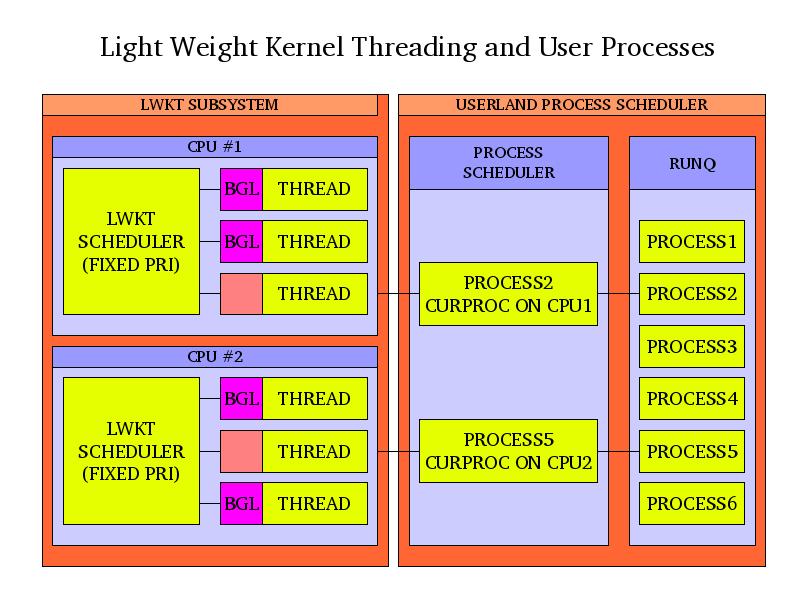 Light Weight Kernel Threading and User Processes
LWKT SUBSYSTEM
CPU #1
LWKT
SCHEDULER
(FIXED PRI)
BGL THREAD
BGL THREAD
THREAD
CPU #2
LWKT
SCHEDULER
(FIXED PRI)
BGL THREAD
THREAD
BGL THREAD
USERLAND PROCESS SCHEDULER
PROCESS
SCHEDULER
PROCESS2
CURPROC ON CPU1
PROCESS5
CURPROC ON CPU2
RUNQ
PROCESS1
PROCESS2
PROCESS3
PROCESS4
PROCESS5
PROCESS6